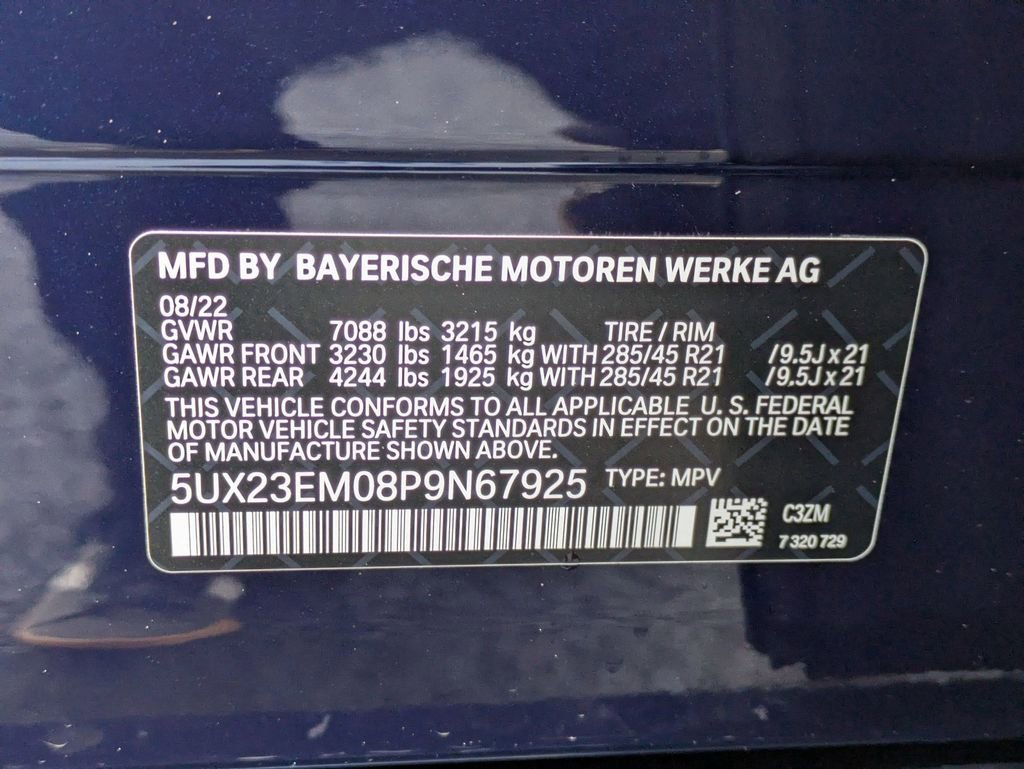 MFD BY BAYERISCHE MOTOREN WERKE AG
08/22
GVWR 7088 lbs 3215 kg TIRE / RIM
GAWR FRONT 3230 lbs 1465 kg WITH 285/45 R21 /9.5J x 21
GAWR REAR 4244 lbs 1925 kg WITH 285/45 R21 /9.5J x 21
THIS VEHICLE CONFORMS TO ALL APPLICABLE U. S. FEDERAL
MOTOR VEHICLE SAFETY STANDARDS IN EFFECT ON THE DATE
OF MANUFACTURE SHOWN ABOVE.
5UX23EM08P9N67925 TYPE: MPV
C3ZM
7 320 729